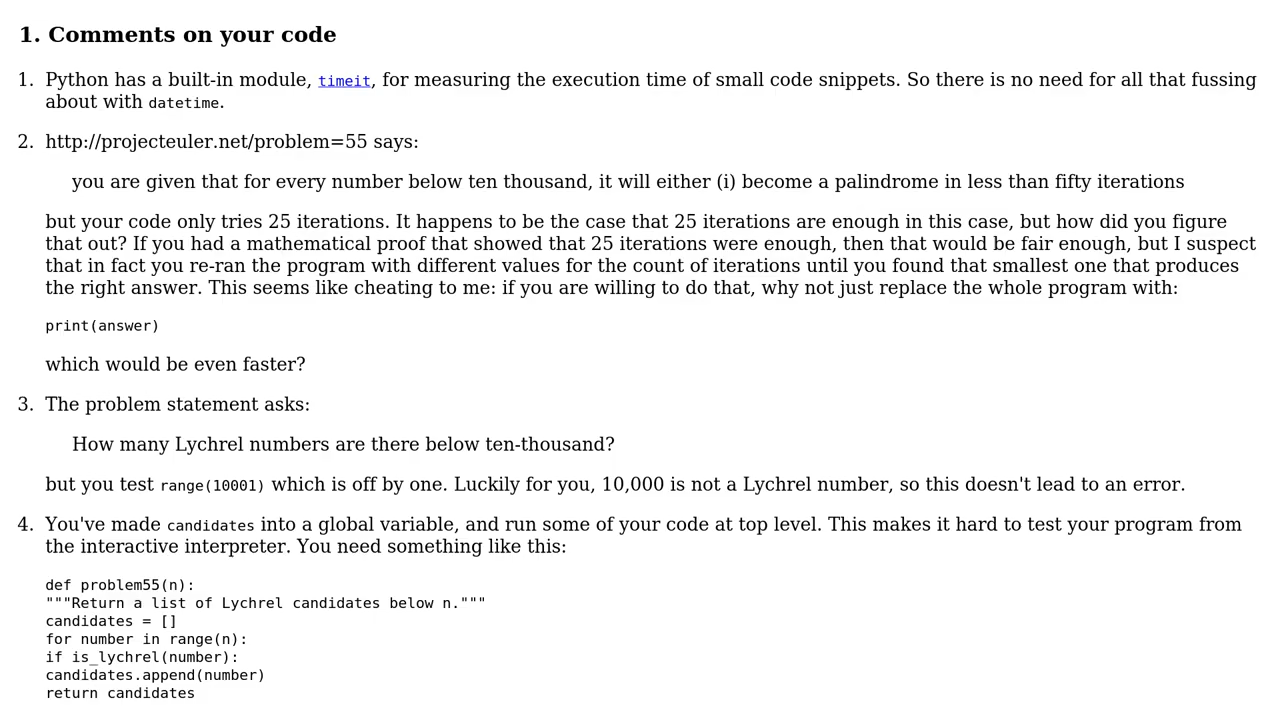 1. Comments on your code
1. Python has a built-in module, timeit, for measuring the execution time of small code snippets. So there is no need for all that fussing
about with datetime.
2. http://projecteuler.net/problem=55 says:
you are given that for every number below ten thousand, it will either (i) become a palindrome in less than fifty iterations
but your code only tries 25 iterations. It happens to be the case that 25 iterations are enough in this case, but how did you figure
that out? If you had a mathematical proof that showed that 25 iterations were enough, then that would be fair enough, but I suspect
that in fact you re-ran the program with different values for the count of iterations until you found that smallest one that produces
the right answer. This seems like cheating to me: if you are willing to do that, why not just replace the whole program with:
print(answer)
which would be even faster?
3. The problem statement asks:
How many Lychrel numbers are there below ten-thousand?
but you test range(10001) which is off by one. Luckily for you, 10,000 is not a Lychrel number, so this doesn't lead to an error.
4. You've made candidates into a global variable, and run some of your code at top level. This makes it hard to test your program from
the interactive interpreter. You need something like this:
def problem55(n):
"""Return a list of Lychrel candidates below n."""
candidates = []
for number in range(n):
if is_lychrel(number):
candidates.append(number)
return candidates